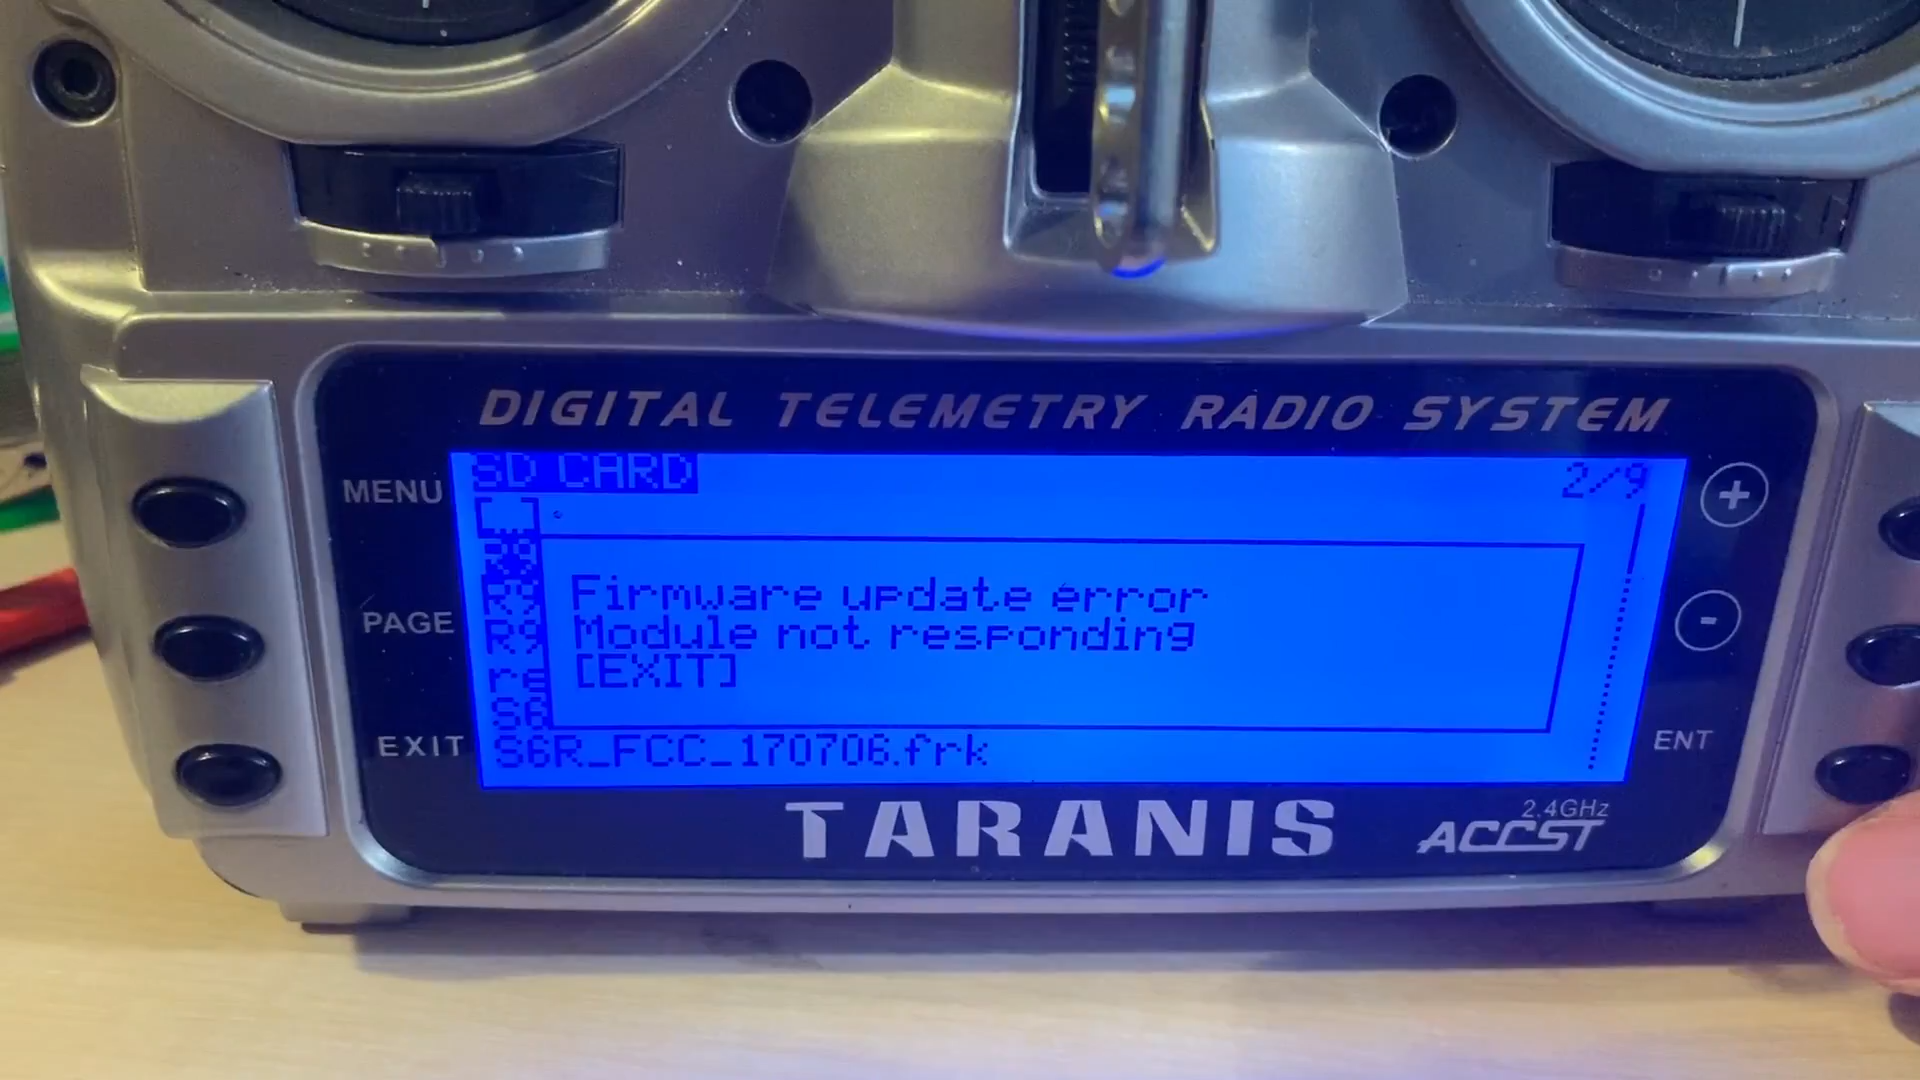 DIGITAL TELEMETRY RADIO SYSTEM
SD CARD 2/9
[..]
R9
R9
Firmware update error
Module not responding
[EXIT]
re
S6
S6R_FCC_170706.frk
MENU
PAGE
EXIT
+
-
ENT
TARANIS
2.4GHz
ACCST